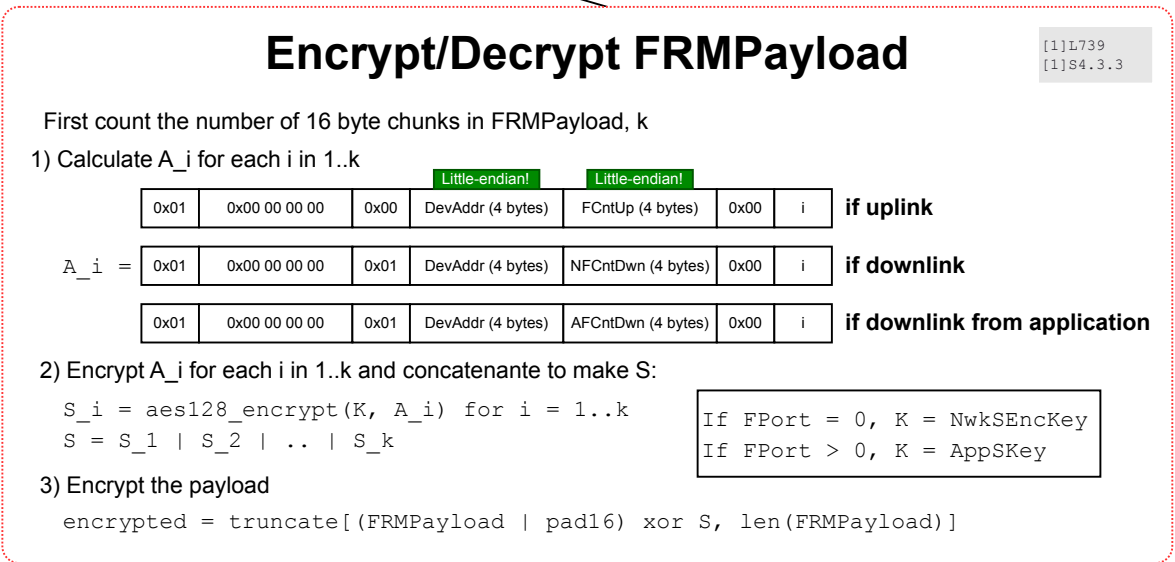 Encrypt/Decrypt FRMPayload
[1]L739
[1]S4.3.3
First count the number of 16 byte chunks in FRMPayload, k
1) Calculate A_i for each i in 1..k
Little-endian! Little-endian!
0x01 0x00 00 00 00 0x00 DevAddr (4 bytes) FCntUp (4 bytes) 0x00 i if uplink
A_i = 0x01 0x00 00 00 00 0x01 DevAddr (4 bytes) NFCntDwn (4 bytes) 0x00 i if downlink
0x01 0x00 00 00 00 0x01 DevAddr (4 bytes) AFCntDwn (4 bytes) 0x00 i if downlink from application
2) Encrypt A_i for each i in 1..k and concatenante to make S:
S_i = aes128_encrypt(K, A_i) for i = 1..k
S = S_1 | S_2 | .. | S_k
If FPort = 0, K = NwkSEncKey
If FPort > 0, K = AppSKey
3) Encrypt the payload
encrypted = truncate[(FRMPayload | pad16) xor S, len(FRMPayload)]